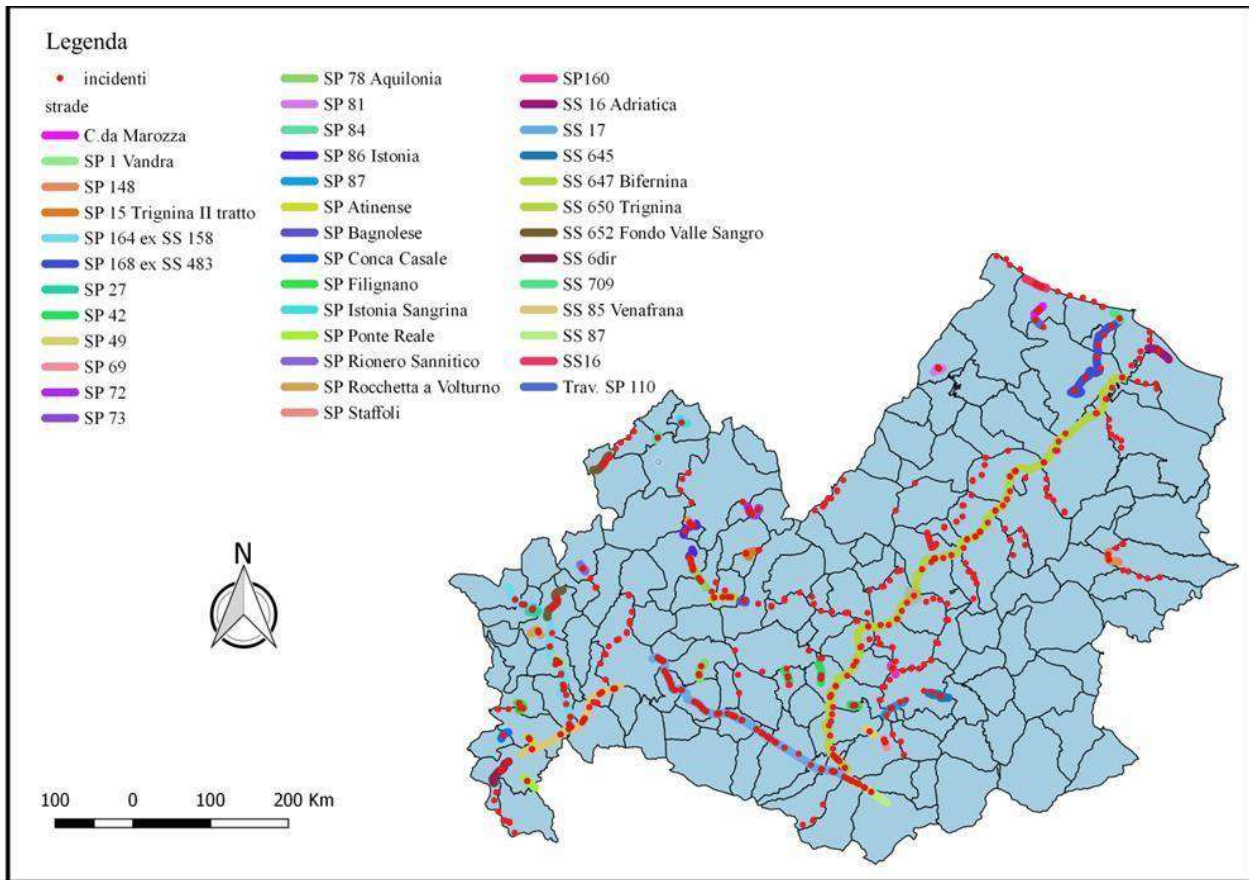 Legenda
incidenti
strade
C.da Marozza
SP 1 Vandra
SP 148
SP 15 Trignina II tratto
SP 164 ex SS 158
SP 168 ex SS 483
SP 27
SP 42
SP 49
SP 69
SP 72
SP 73
SP 78 Aquilonia
SP 81
SP 84
SP 86 Istonia
SP 87
SP Atinense
SP Bagnolese
SP Conca Casale
SP Filignano
SP Istonia Sangrina
SP Ponte Reale
SP Rionero Sannitico
SP Rocchetta a Volturno
SP Staffoli
SP160
SS 16 Adriatica
SS 17
SS 645
SS 647 Bifernina
SS 650 Trignina
SS 652 Fondo Valle Sangro
SS 6dir
SS 709
SS 85 Venafrana
SS 87
SS16
Trav. SP 110
N
100 0 100 200 Km